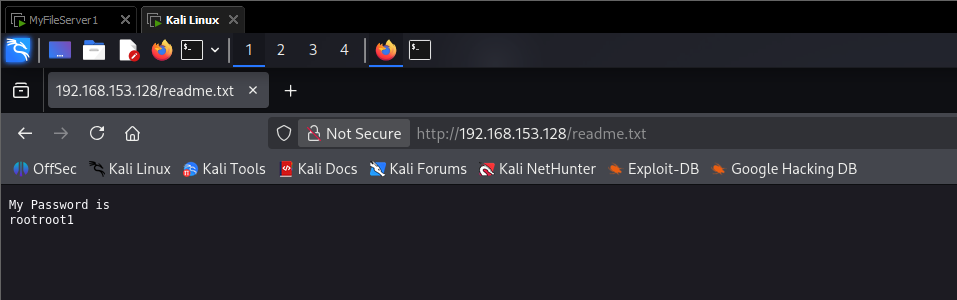 MyFileServer1
Kali Linux
1 2 3 4
192.168.153.128/readme.txt
Not Secure http://192.168.153.128/readme.txt
OffSec Kali Linux Kali Tools Kali Docs Kali Forums Kali NetHunter Exploit-DB Google Hacking DB
My Password is
rootroot1